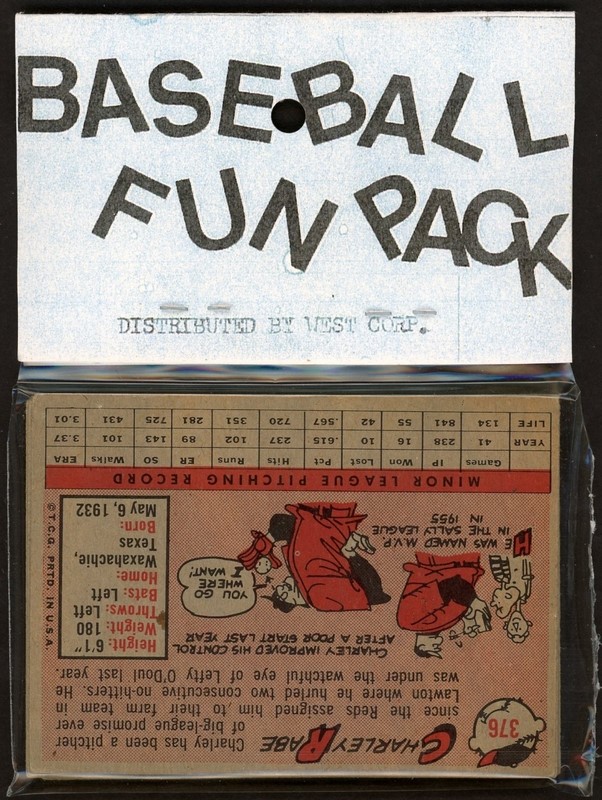 BASEBALL
FUN PACK
DISTRIBUTED BY WEST CORP.
376
CHARLEY RABE
Charley has been a pitcher
of big-league promise ever
since the Reds assigned him to their farm team in
Lawton where he hurled two consecutive no-hitters. He
was under the watchful eye of Lefty O'Doul last year.
Height: 6'1"
Weight: 180
Throws: Left
Bats: Left
Home:
Waxahachie,
Texas
Born:
May 6, 1932
CHARLEY IMPROVED HIS CONTROL
AFTER A POOR START LAST YEAR
YOU GO
WHERE
I WANT!
HE WAS NAMED M.V.P.
IN THE SALLY LEAGUE
IN 1955
© T.C.G. PRTD. IN U.S.A.
MINOR LEAGUE PITCHING RECORD
Games IP Won Lost Pct Hits Runs ER SO Walks ERA
YEAR 41 238 16 10 .615 237 102 89 143 101 3.37
LIFE 134 841 55 42 .567 720 351 281 725 431 3.01